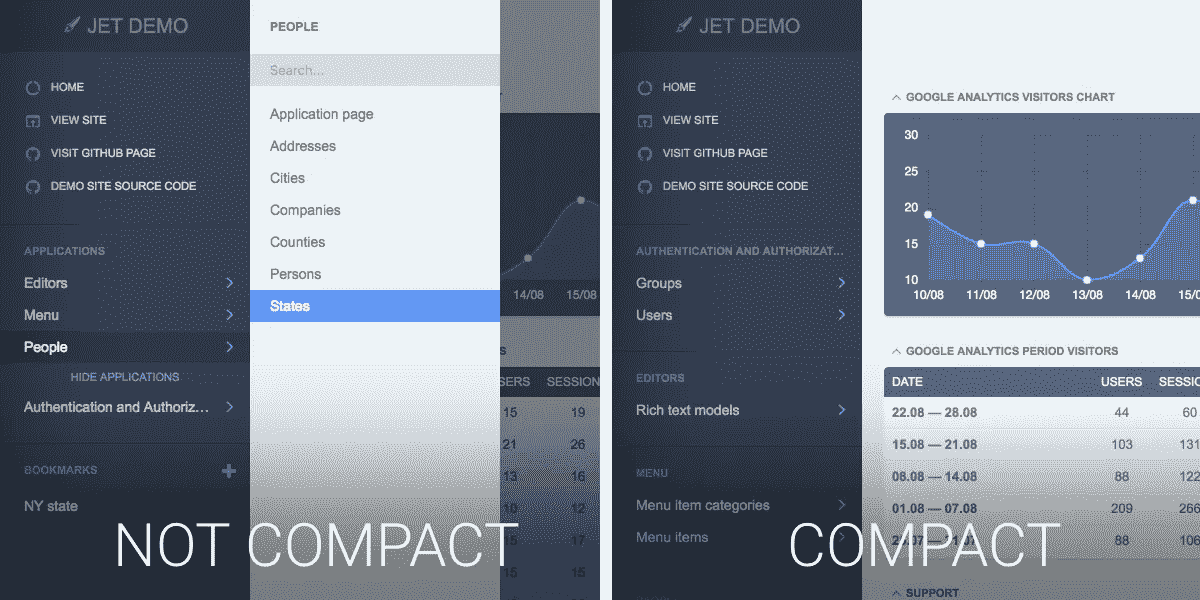 JET DEMO
HOME
VIEW SITE
VISIT GITHUB PAGE
DEMO SITE SOURCE CODE
APPLICATIONS
Editors
Menu
People
HIDE APPLICATIONS
Authentication and Authoriz...
BOOKMARKS
NY state
PEOPLE
Search...
Application page
Addresses
Cities
Companies
Counties
Persons
States
14/08 15/08
SESSION
15 19
21 26
13 16
10 12
15 17
15 15
NOT COMPACT
JET DEMO
HOME
VIEW SITE
VISIT GITHUB PAGE
DEMO SITE SOURCE CODE
AUTHENTICATION AND AUTHORIZAT...
Groups
Users
EDITORS
Rich text models
MENU
Menu item categories
Menu items
GOOGLE ANALYTICS VISITORS CHART
30
25
20
15
10
10/08 11/08 12/08 13/08 14/08 15/0
GOOGLE ANALYTICS PERIOD VISITORS
DATE USERS SESSIO
22.08 — 28.08 44 60
15.08 — 21.08 103 131
08.08 — 14.08 88 122
01.08 — 07.08 209 266
88 106
SUPPORT
COMPACT